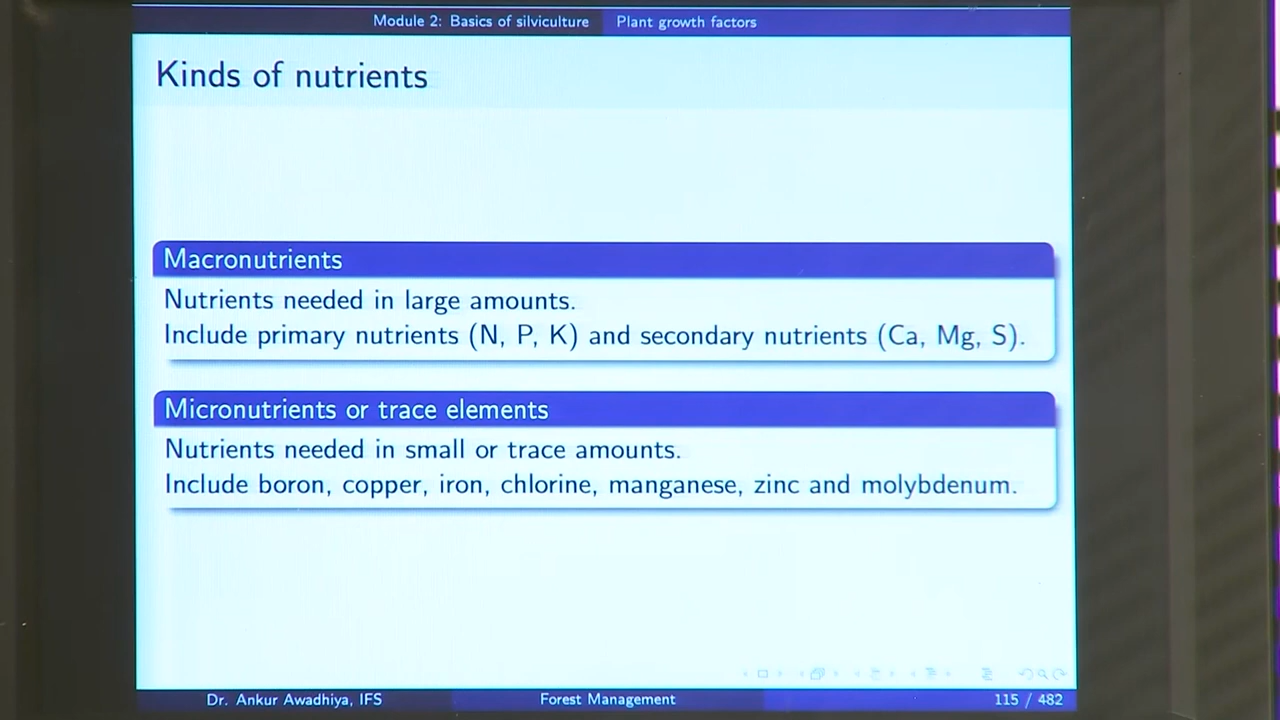 Module 2: Basics of silviculture Plant growth factors
Kinds of nutrients
Macronutrients
Nutrients needed in large amounts.
Include primary nutrients (N, P, K) and secondary nutrients (Ca, Mg, S).
Micronutrients or trace elements
Nutrients needed in small or trace amounts.
Include boron, copper, iron, chlorine, manganese, zinc and molybdenum.
Dr. Ankur Awadhiya, IFS Forest Management 115 / 482